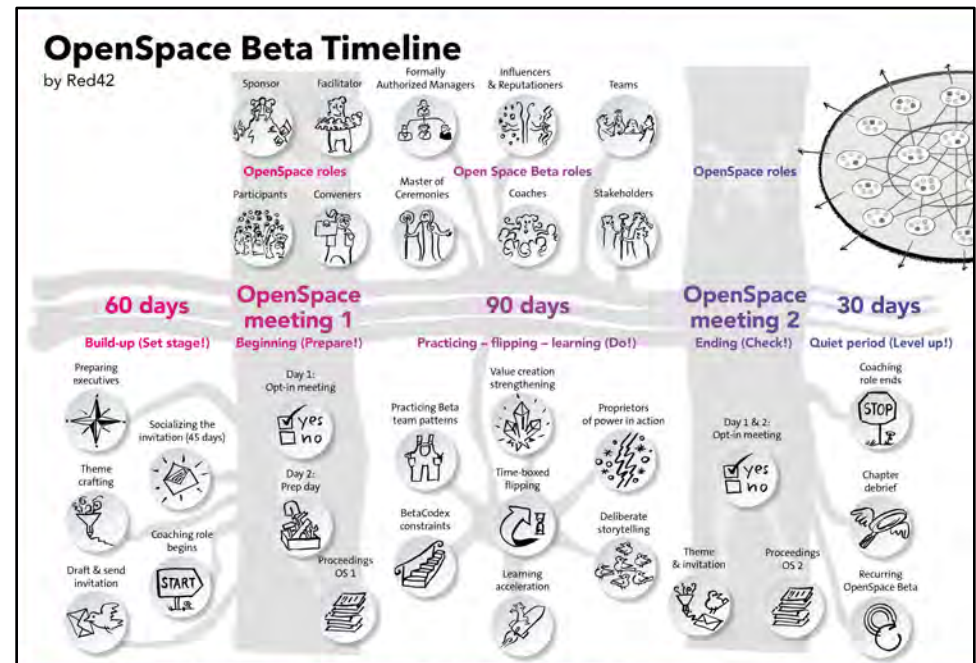 OpenSpace Beta Timeline
by Red42
Sponsor
Facilitator
Formally
Authorized Managers
Influencers
& Reputationers
Teams
OpenSpace roles
Open Space Beta roles
OpenSpace roles
Participants
Conveners
Master of
Ceremonies
Coaches
Stakeholders
60 days
OpenSpace
meeting 1
90 days
OpenSpace
meeting 2
30 days
Build-up (Set stage!)
Beginning (Prepare!)
Practicing – flipping – learning (Do!)
Ending (Check!)
Quiet period (Level up!)
Preparing
executives
Socializing the
invitation (45 days)
Theme
crafting
Coaching role
begins
START
Draft & send
invitation
Day 1:
Opt-in meeting
yes
no
Day 2:
Prep day
Proceedings
OS 1
Practicing Beta
team patterns
Value creation
strengthening
Proprietors
of power in action
BetaCodex
constraints
Time-boxed
flipping
Deliberate
storytelling
Learning
acceleration
Day 1 & 2:
Opt-in meeting
yes
no
Theme
& invitation
Proceedings
OS 2
Coaching
role ends
STOP
Chapter
debrief
Recurring
OpenSpace Beta